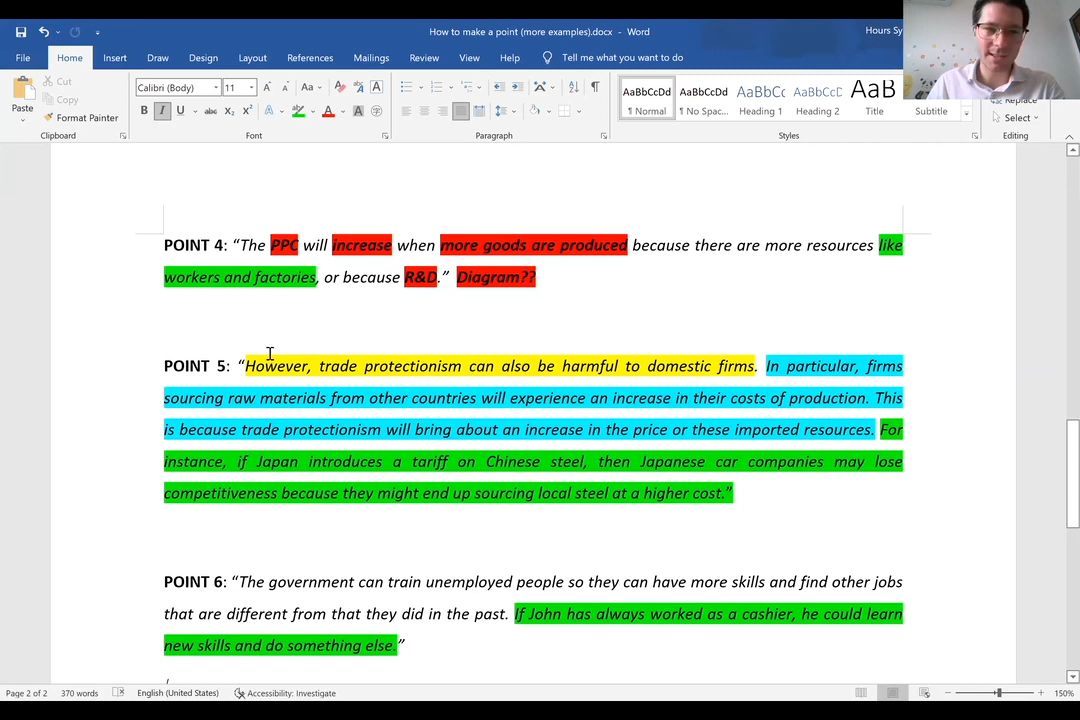 How to make a point (more examples).docx - Word
Hours Sy
File Home Insert Draw Design Layout References Mailings Review View Help Tell me what you want to do
Paste
Cut
Copy
Format Painter
Calibri (Body) 11
AaBbCcDd AaBbCcDd AaBbCc AaBbCcD AaB
¶ Normal ¶ No Spac... Heading 1 Heading 2 Title Subtitle
Replace
Select
Clipboard Font Paragraph Styles Editing
POINT 4: “The PPC will increase when more goods are produced because there are more resources like
workers and factories, or because R&D.” Diagram??
POINT 5: “However, trade protectionism can also be harmful to domestic firms. In particular, firms
sourcing raw materials from other countries will experience an increase in their costs of production. This
is because trade protectionism will bring about an increase in the price or these imported resources. For
instance, if Japan introduces a tariff on Chinese steel, then Japanese car companies may lose
competitiveness because they might end up sourcing local steel at a higher cost.”
POINT 6: “The government can train unemployed people so they can have more skills and find other jobs
that are different from that they did in the past. If John has always worked as a cashier, he could learn
new skills and do something else.”
Page 2 of 2 370 words English (United States) Accessibility: Investigate 150%